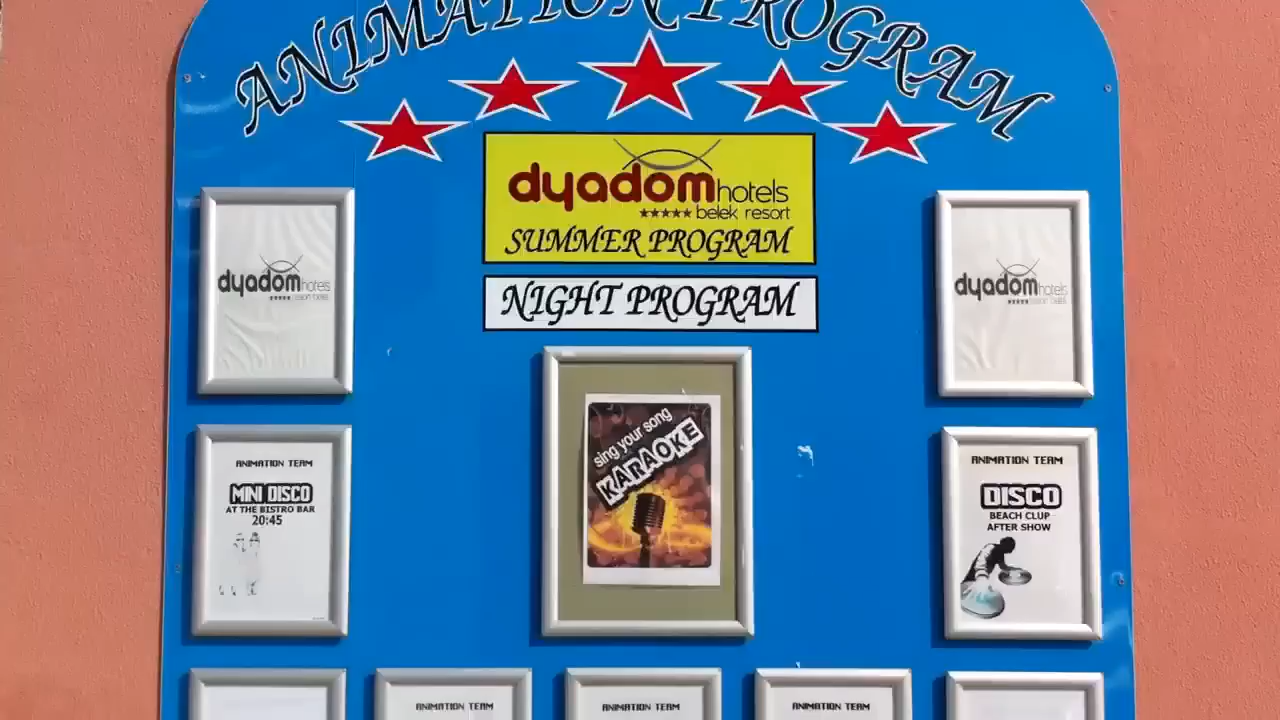 ANIMATION PROGRAM
dyadom hotels
belek resort
SUMMER PROGRAM
NIGHT PROGRAM
dyadom hotels
dyadom hotels
sing your song
KARAOKE
ANIMATION TEAM
MINI DISCO
AT THE BISTRO BAR
20:45
ANIMATION TEAM
DISCO
BEACH CLUP
AFTER SHOW
ANIMATION TEAM
ANIMATION TEAM
ANIMATION TEAM